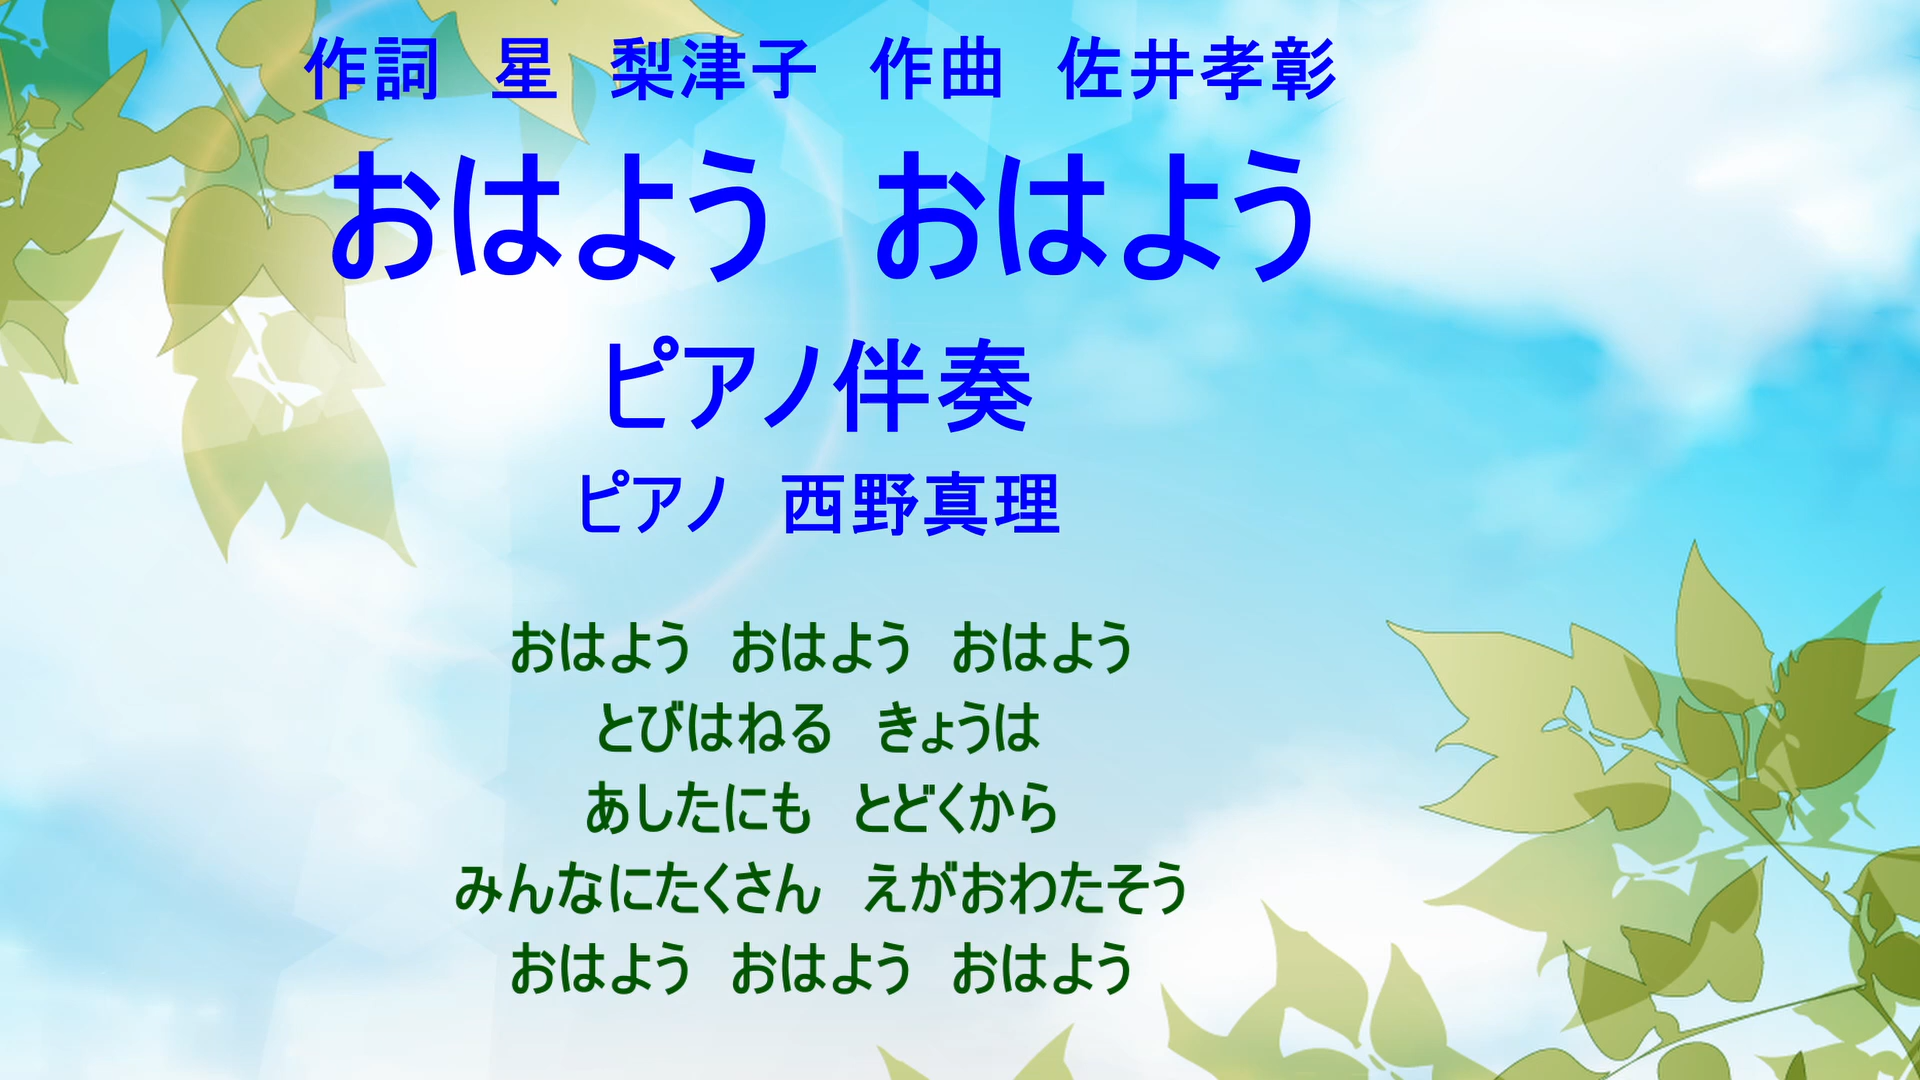 作詞　星　梨津子　作曲　佐井孝彰
おはよう　おはよう
ピアノ伴奏
ピアノ　西野真理
おはよう　おはよう　おはよう
とびはねる　きょうは
あしたにも　とどくから
みんなにたくさん　えがおわたそう
おはよう　おはよう　おはよう